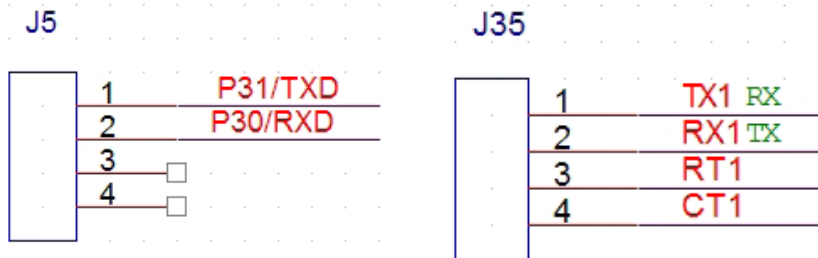 J5
1 P31/TXD
2 P30/RXD
3
4
J35
1 TX1 RX
2 RX1 TX
3 RT1
4 CT1